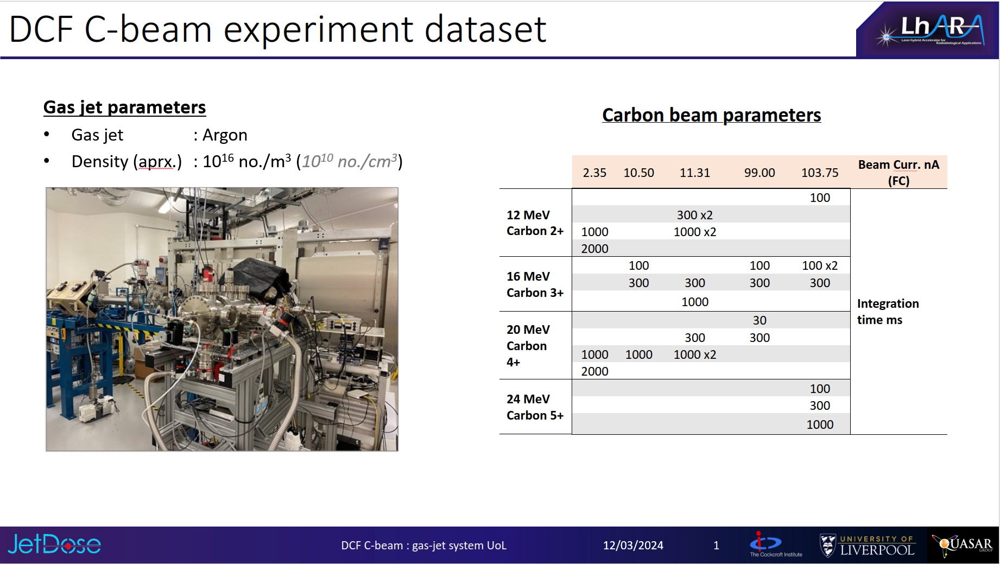 DCF C-beam experiment dataset
LhARA
Laser-hybrid Accelerator for
Radiobiological Applications
Gas jet parameters
• Gas jet : Argon
• Density (aprx.) : 10¹⁶ no./m³ (10¹⁰ no./cm³)
Carbon beam parameters
2.35 10.50 11.31 99.00 103.75 Beam Curr. nA
(FC)
12 MeV
Carbon 2+
100
300 x2
1000 1000 x2
2000
16 MeV
Carbon 3+
100 100 100 x2
300 300 300 300
1000
20 MeV
Carbon
4+
30
300 300
1000 1000 1000 x2
2000
24 MeV
Carbon 5+
100
300
1000
Integration
time ms
JetDose
DCF C-beam : gas-jet system UoL
12/03/2024
1
The Cockcroft Institute
UNIVERSITY OF
LIVERPOOL
QUASAR
GROUP